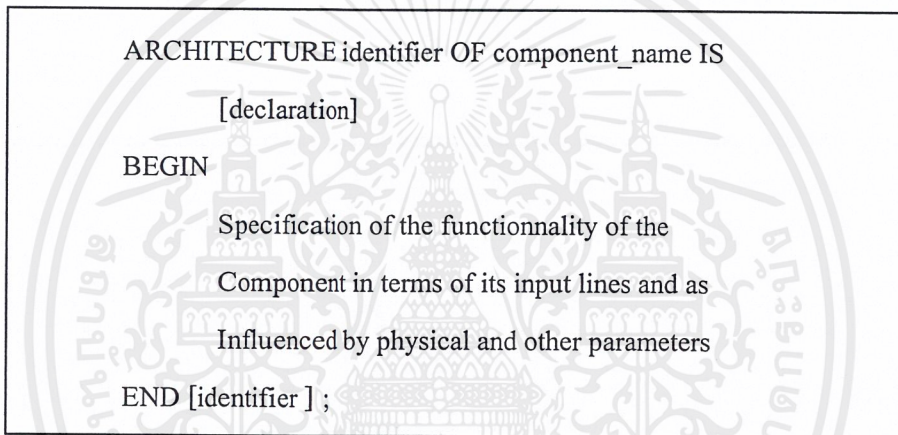 ARCHITECTURE identifier OF component_name IS
[declaration]
BEGIN
Specification of the functionnality of the
Component in terms of its input lines and as
Influenced by physical and other parameters
END [identifier ] ;